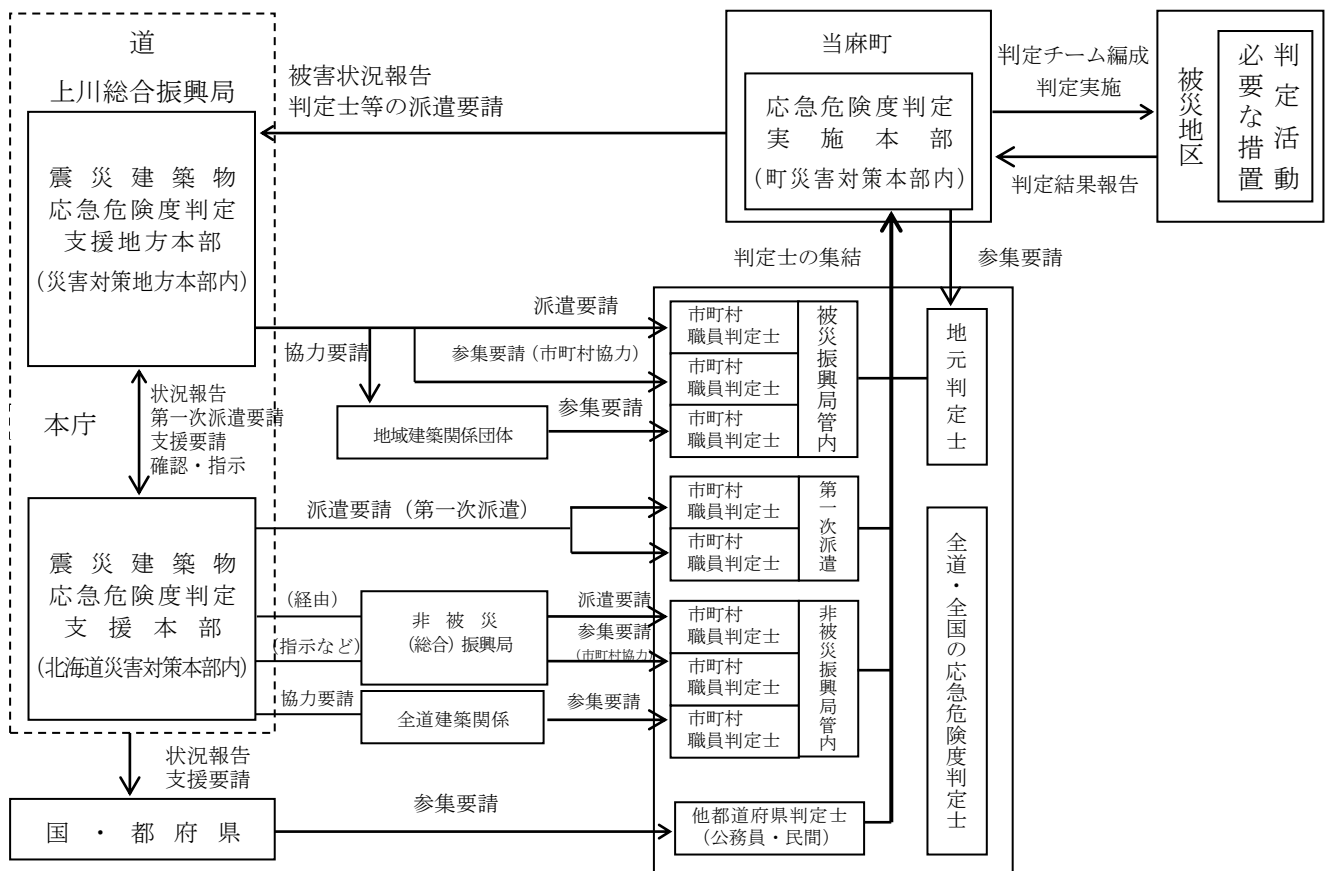 道
上川総合振興局
震災建築物
応急危険度判定
支援地方本部
(災害対策地方本部内)
本庁
状況報告
第一次派遣要請
支援要請
確認・指示
震災建築物
応急危険度判定
支援本部
(北海道災害対策本部内)
状況報告
支援要請
国・都府県
被害状況報告
判定士等の派遣要請
当麻町
応急危険度判定
実施本部
(町災害対策本部内)
判定チーム編成
判定実施
判定結果報告
被災地区
判定活動
必要な措置
判定士の集結
参集要請
派遣要請
協力要請
参集要請(市町村協力)
地域建築関係団体
参集要請
派遣要請(第一次派遣)
(経由)
(指示など)
非被災
(総合)振興局
派遣要請
参集要請
(市町村協力)
協力要請
全道建築関係
参集要請
参集要請
市町村
職員判定士
市町村
職員判定士
市町村
職員判定士
被災振興局管内
地元判定士
市町村
職員判定士
市町村
職員判定士
第一次派遣
市町村
職員判定士
市町村
職員判定士
市町村
職員判定士
非被災振興局管内
他都道府県判定士
(公務員・民間)
全道・全国の応急危険度判定士